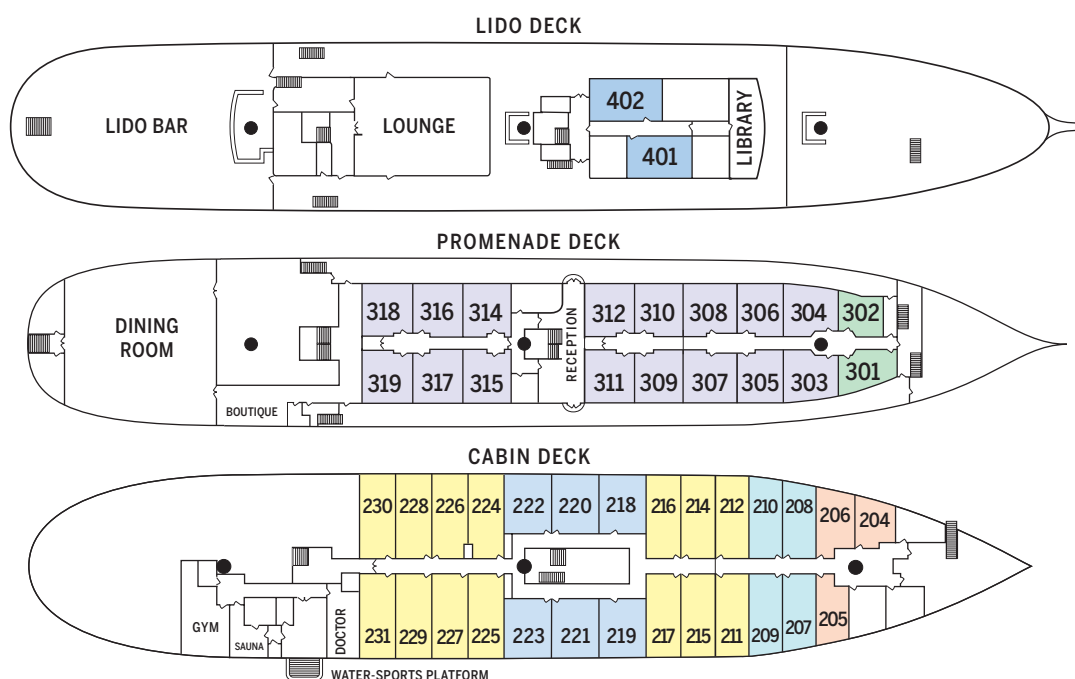 LIDO DECK
LIDO BAR
LOUNGE
402
401
LIBRARY
PROMENADE DECK
DINING
ROOM
BOUTIQUE
318 316 314
319 317 315
RECEPTION
312 310 308 306 304 302
311 309 307 305 303 301
CABIN DECK
230 228 226 224 222 220 218 216 214 212 210 208 206 204
231 229 227 225 223 221 219 217 215 211 209 207 205
GYM
SAUNA
DOCTOR
WATER-SPORTS PLATFORM